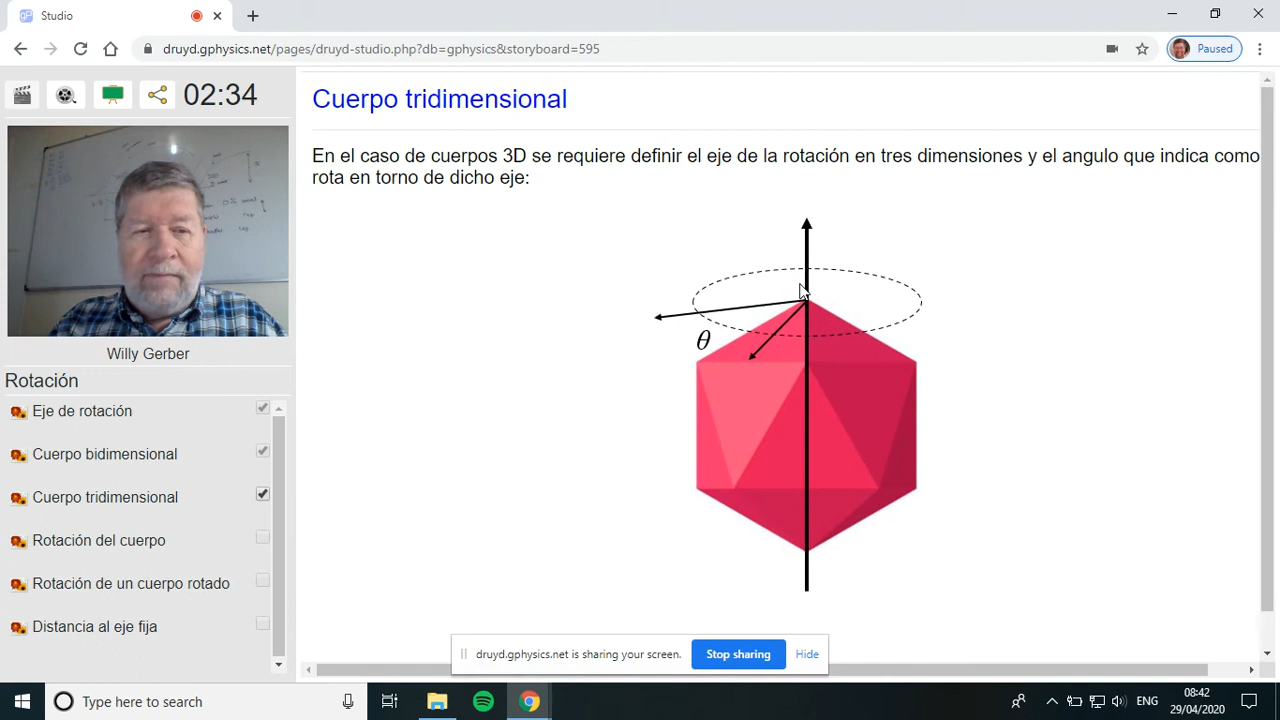 Studio
druyd.gphysics.net/pages/druyd-studio.php?db=gphysics&storyboard=595
Paused
02:34
Willy Gerber
Rotación
Eje de rotación
Cuerpo bidimensional
Cuerpo tridimensional
Rotación del cuerpo
Rotación de un cuerpo rotado
Distancia al eje fija
Cuerpo tridimensional
En el caso de cuerpos 3D se requiere definir el eje de la rotación en tres dimensiones y el angulo que indica como
rota en torno de dicho eje:
θ
druyd.gphysics.net is sharing your screen.
Stop sharing
Hide
Type here to search
ENG
08:42
29/04/2020